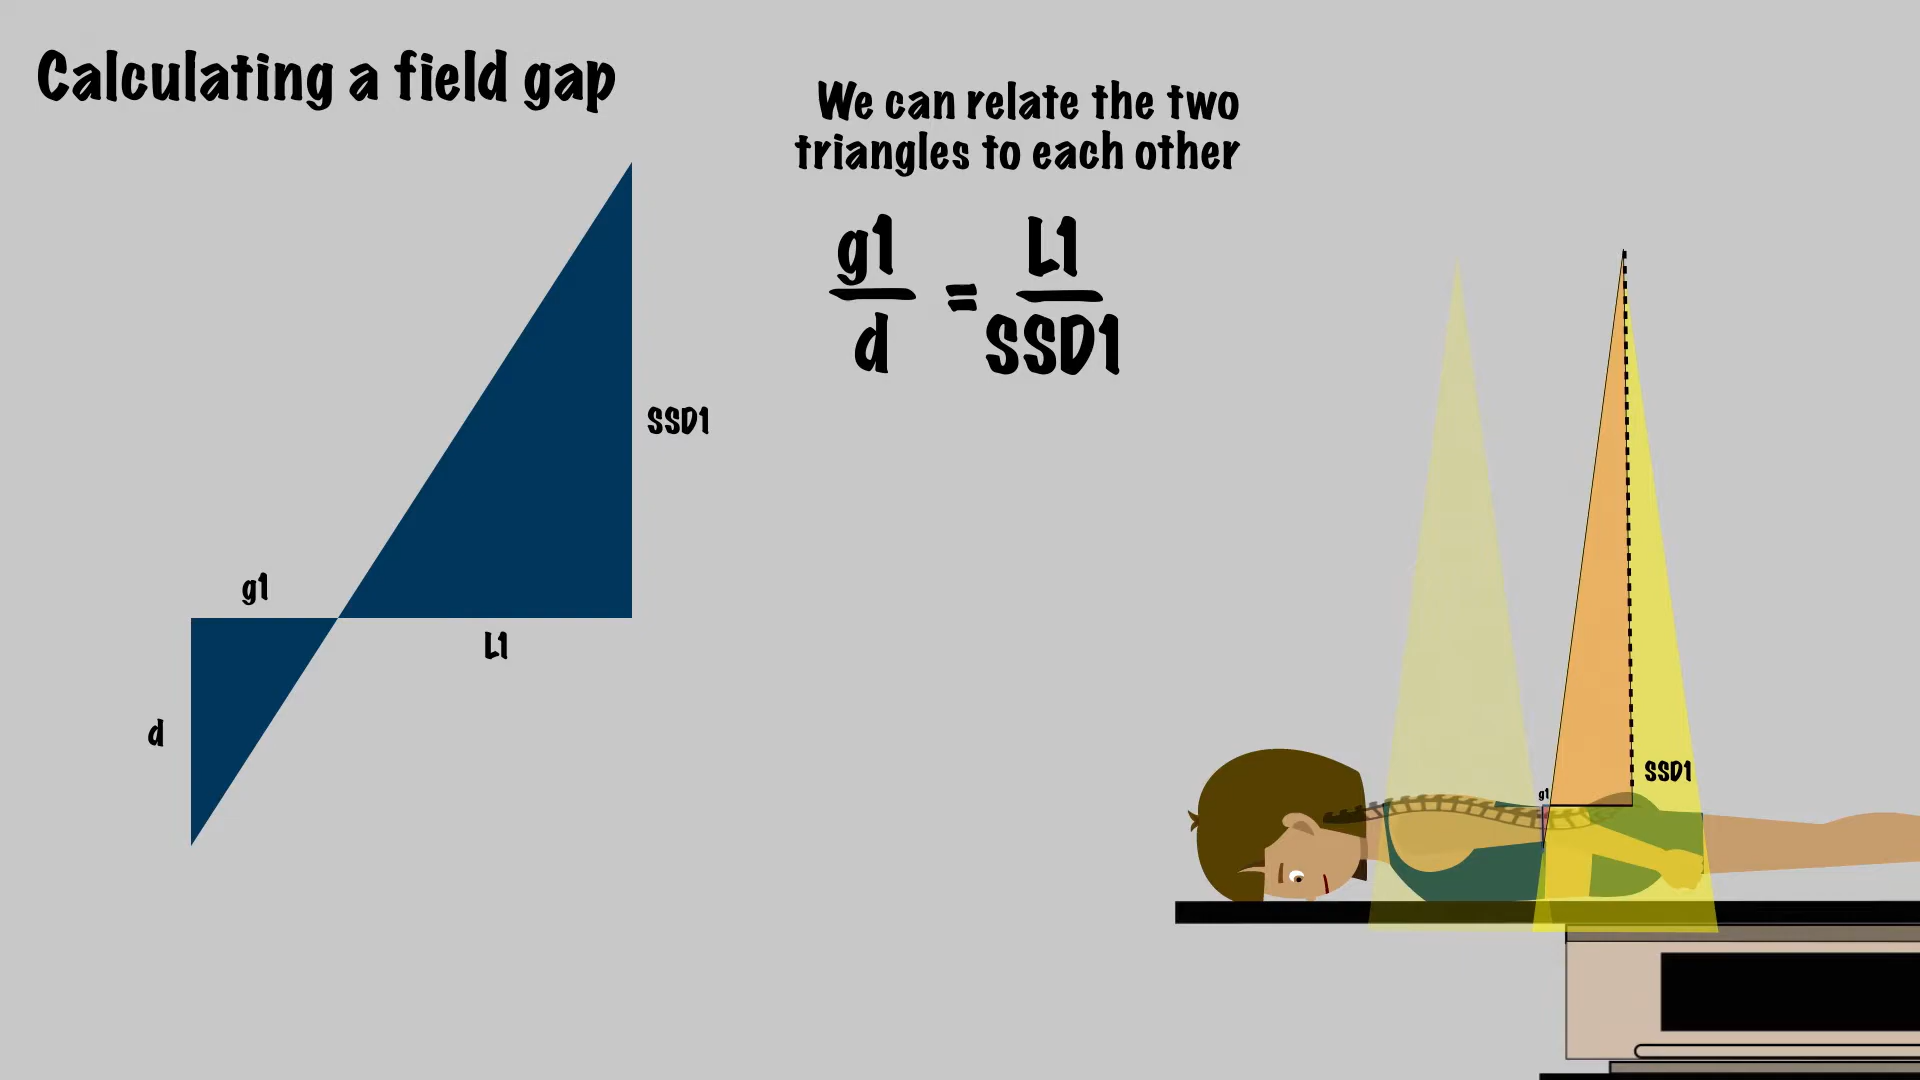 Calculating a field gap
We can relate the two
triangles to each other
g1 L1
=
d SSD1
SSD1
g1
L1
d
SSD1
g1